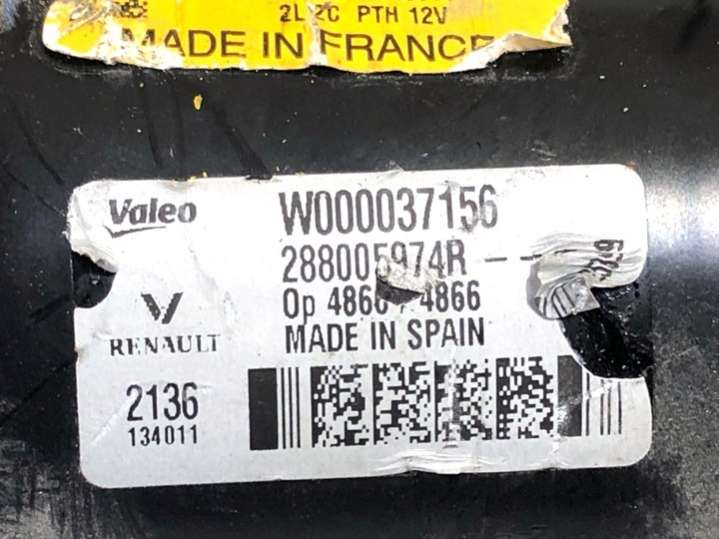 2L 2C PTH 12V
MADE IN FRANCE
Valeo W000037156
288005974R--
Op 4866 / 4866
RENAULT MADE IN SPAIN
2136
134011